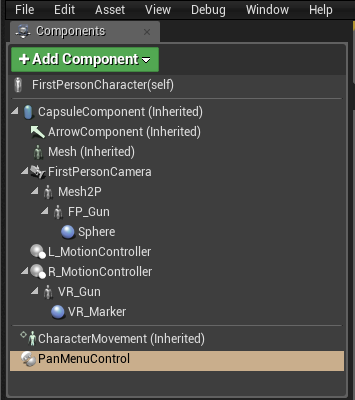 File Edit Asset View Debug Window Help
Components
+ Add Component
FirstPersonCharacter(self)
CapsuleComponent (Inherited)
ArrowComponent (Inherited)
Mesh (Inherited)
FirstPersonCamera
Mesh2P
FP_Gun
Sphere
L_MotionController
R_MotionController
VR_Gun
VR_Marker
CharacterMovement (Inherited)
PanMenuControl